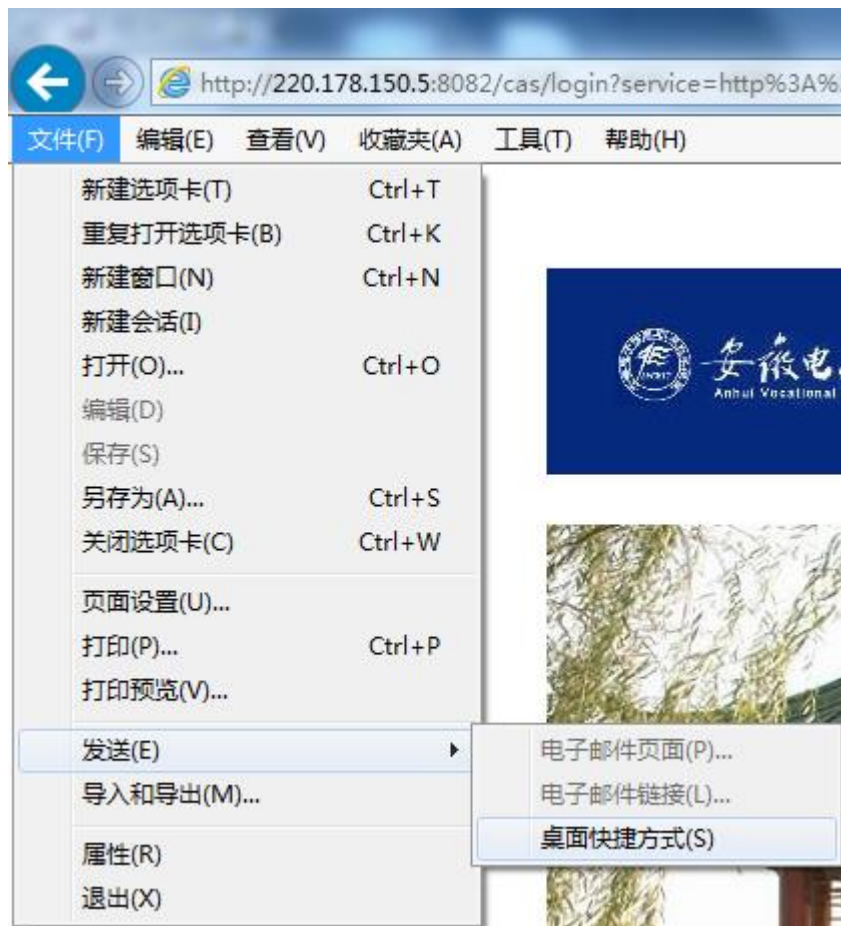 http://220.178.150.5:8082/cas/login?service=http%3A%
文件(F) 编辑(E) 查看(V) 收藏夹(A) 工具(T) 帮助(H)
新建选项卡(T) Ctrl+T
重复打开选项卡(B) Ctrl+K
新建窗口(N) Ctrl+N
新建会话(I)
打开(O)... Ctrl+O
编辑(D)
保存(S)
另存为(A)... Ctrl+S
关闭选项卡(C) Ctrl+W
安徽电
Anhui Vocational
页面设置(U)...
打印(P)... Ctrl+P
打印预览(V)...
发送(E)
电子邮件页面(P)...
导入和导出(M)...
电子邮件链接(L)...
桌面快捷方式(S)
属性(R)
退出(X)